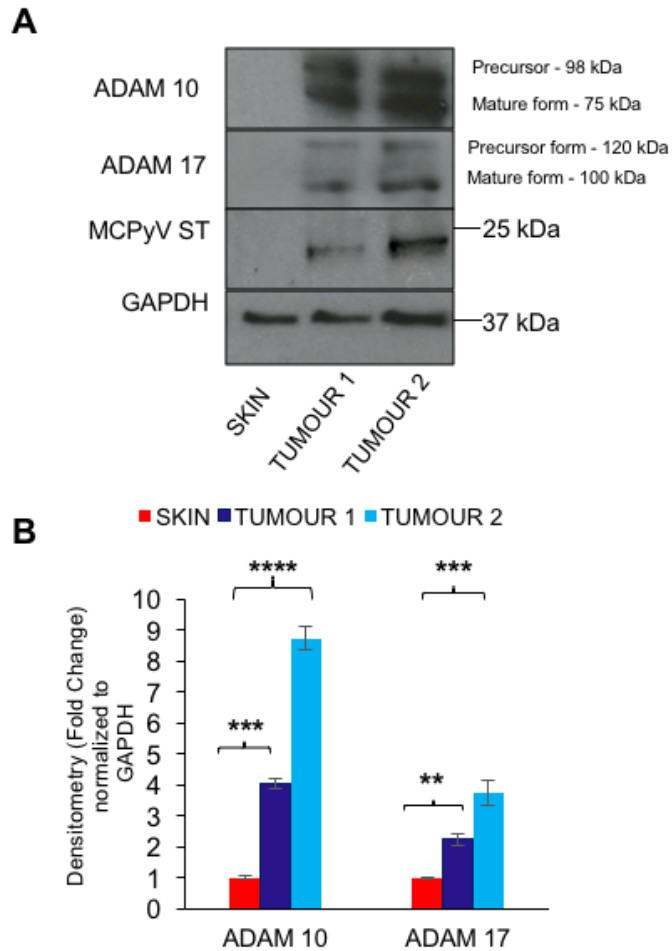 A
ADAM 10
Precursor - 98 kDa
Mature form - 75 kDa
ADAM 17
Precursor form - 120 kDa
Mature form - 100 kDa
MCPyV ST
25 kDa
GAPDH
37 kDa
SKIN
TUMOUR 1
TUMOUR 2
SKIN TUMOUR 1 TUMOUR 2
B
Densitometry (Fold Change)
normalized to
GAPDH
10
9
8
7
6
5
4
3
2
1
0
****
***
***
**
ADAM 10 ADAM 17